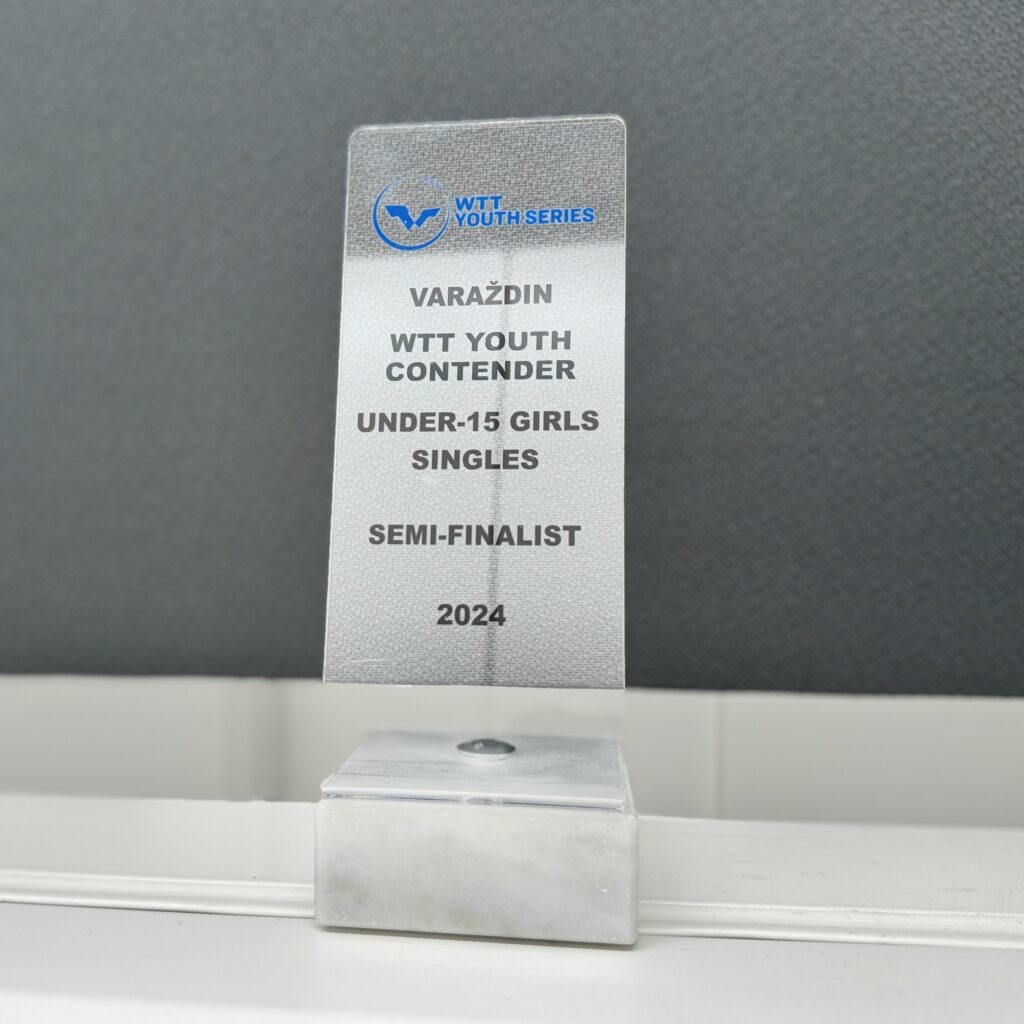 WTT
YOUTH SERIES
VARAŽDIN
WTT YOUTH
CONTENDER
UNDER-15 GIRLS
SINGLES
SEMI-FINALIST
2024